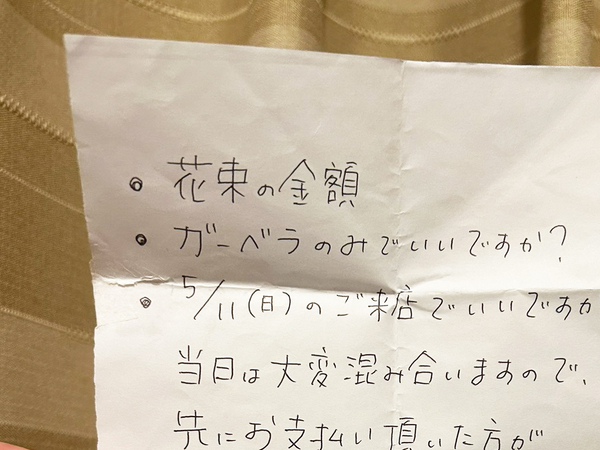 ◎ 花束の金額
◎ ガーベラのみでいいですか?
◎ 5/11(日)のご来店でいいですか
当日は大変混み合いますので、
先にお支払い頂いた方が